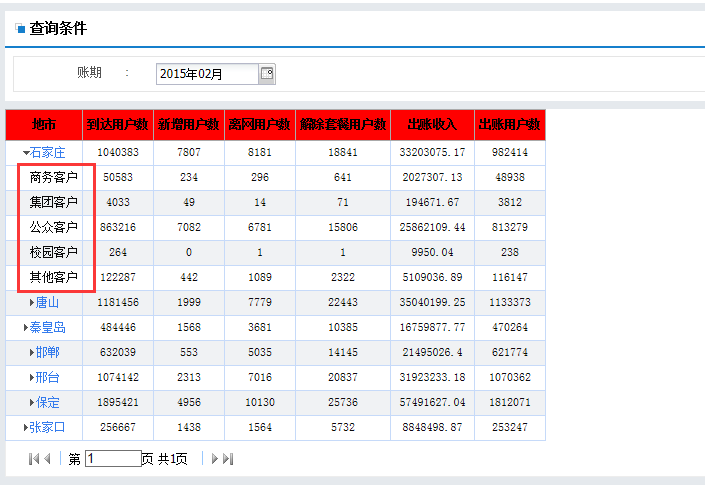 查询条件
账期 : 2015年02月
地市 到达用户数 新增用户数 离网用户数 解除套餐用户数 出账收入 出账用户数
石家庄 1040383 7807 8181 18841 33203075.17 982414
商务客户 50583 234 296 641 2027307.13 48938
集团客户 4033 49 14 71 194671.67 3812
公众客户 863216 7082 6781 15806 25862109.44 813279
校园客户 264 0 1 1 9950.04 238
其他客户 122287 442 1089 2322 5109036.89 116147
唐山 1181456 1999 7779 22443 35040199.25 1133373
秦皇岛 484446 1568 3681 10385 16759877.77 470264
邯郸 632039 553 5035 14145 21495026.4 621774
邢台 1074142 2313 7016 20837 31923233.18 1070362
保定 1895421 4956 10130 25736 57491627.04 1812071
张家口 256667 1438 1564 5732 8848498.87 253247
第 1 页 共1页